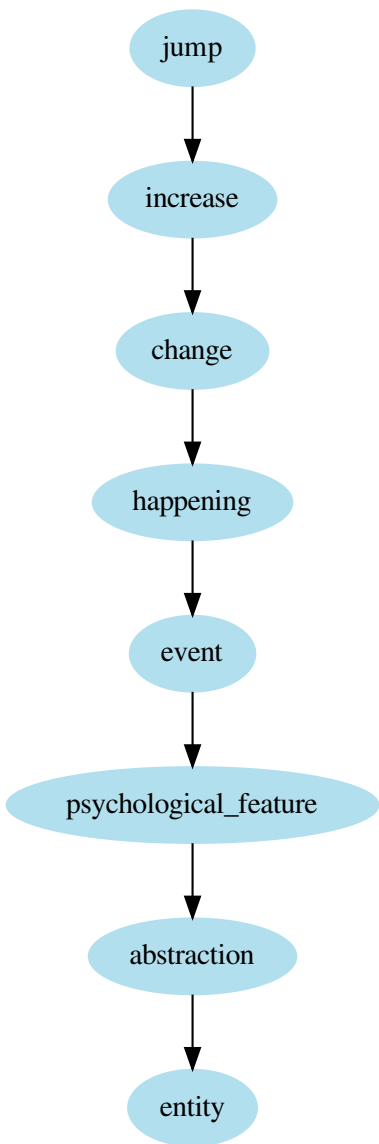 jump
increase
change
happening
event
psychological_feature
abstraction
entity